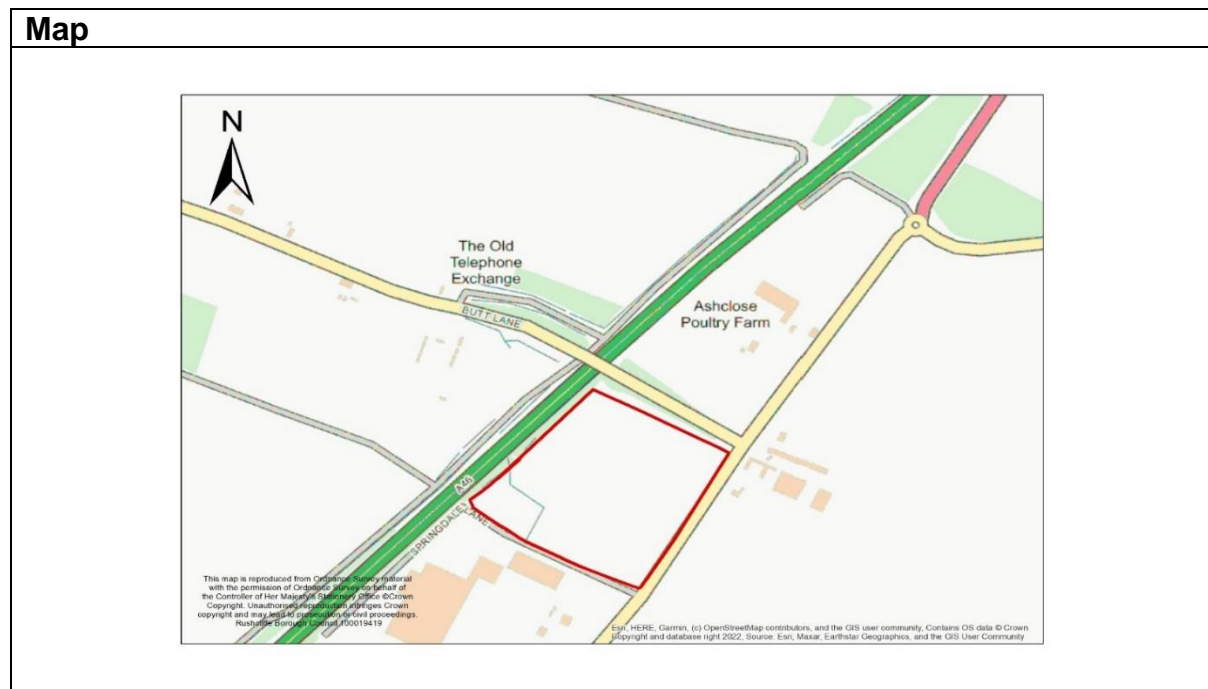 Map
N
The Old
Telephone
Exchange
BUTT LANE
Ashclose
Poultry Farm
A46
SPRINGDALE LANE
This map is reproduced from Ordnance Survey material
with the permission of Ordnance Survey on behalf of
the Controller of Her Majesty's Stationery Office ©Crown
Copyright. Unauthorised reproduction infringes Crown
copyright and may lead to prosecution or civil proceedings.
Rushcliffe Borough Council 100019419
Esri, HERE, Garmin, (c) OpenStreetMap contributors, and the GIS user community, Contains OS data © Crown
Copyright and database right 2022, Source: Esri, Maxar, Earthstar Geographics, and the GIS User Community